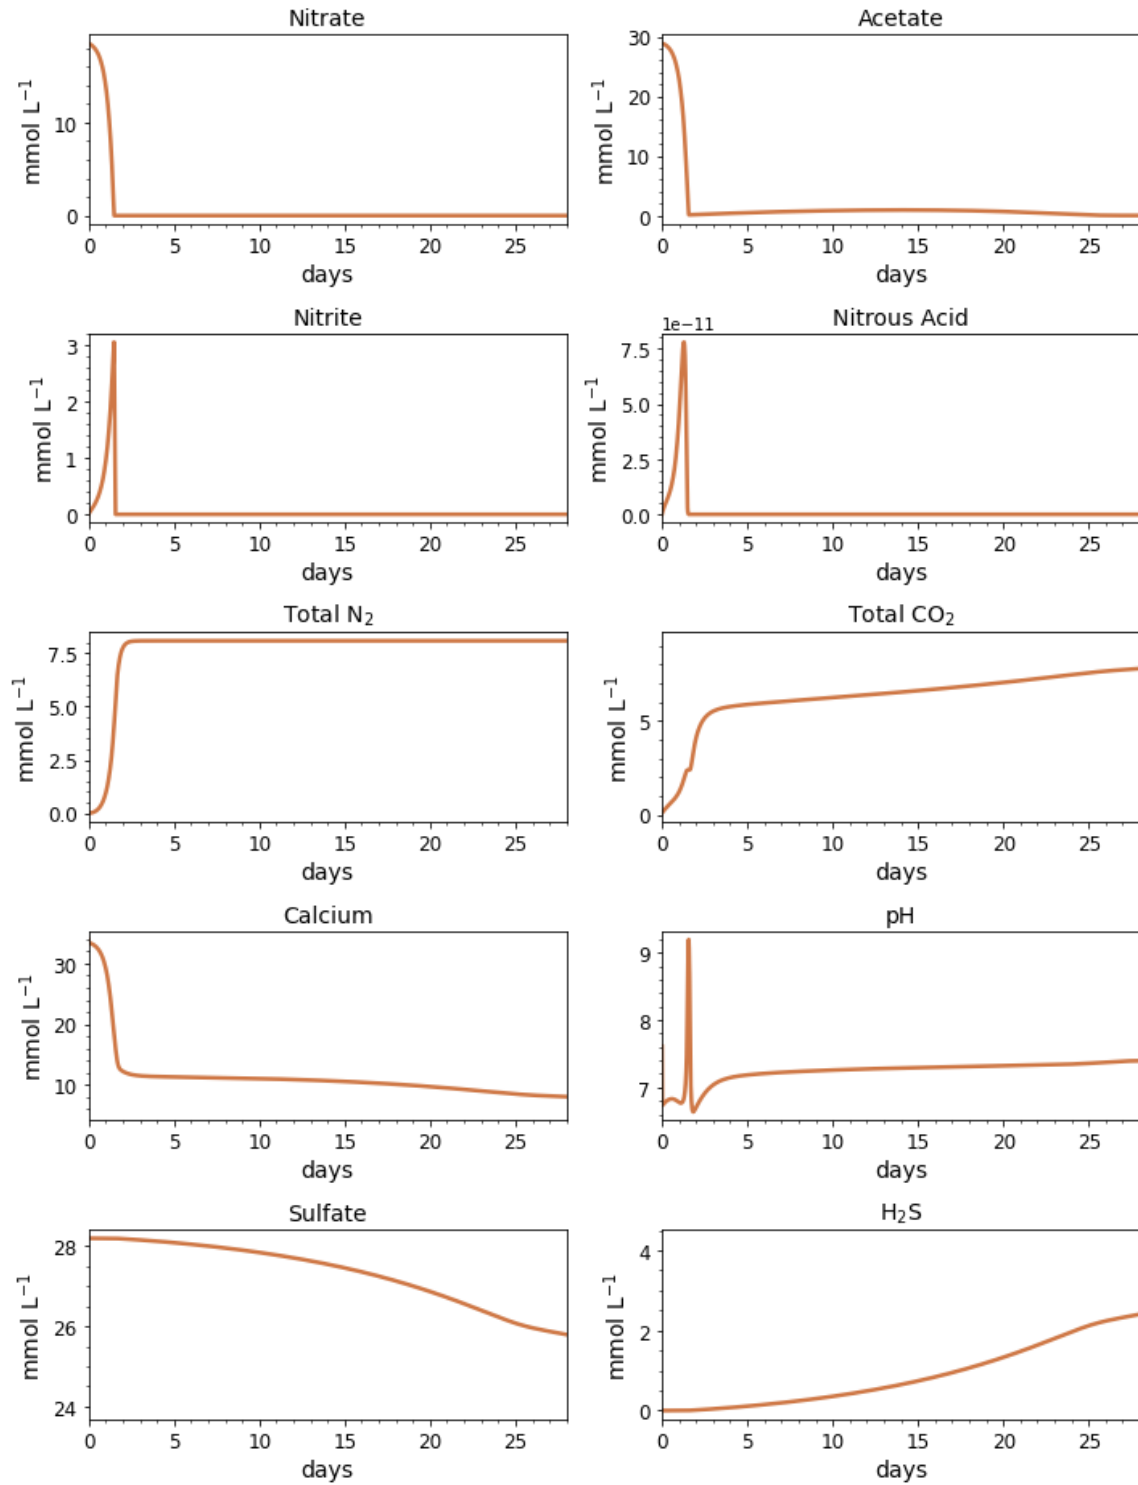 Nitrate
mmol L⁻¹
10
0
0 5 10 15 20 25
days
Acetate
mmol L⁻¹
30
20
10
0
0 5 10 15 20 25
days
Nitrite
mmol L⁻¹
3
2
1
0
0 5 10 15 20 25
days
Nitrous Acid
1e−11
mmol L⁻¹
7.5
5.0
2.5
0.0
0 5 10 15 20 25
days
Total N₂
mmol L⁻¹
7.5
5.0
2.5
0.0
0 5 10 15 20 25
days
Total CO₂
mmol L⁻¹
5
0
0 5 10 15 20 25
days
Calcium
mmol L⁻¹
30
20
10
0 5 10 15 20 25
days
pH
9
8
7
0 5 10 15 20 25
days
Sulfate
mmol L⁻¹
28
26
24
0 5 10 15 20 25
days
H₂S
mmol L⁻¹
4
2
0
0 5 10 15 20 25
days